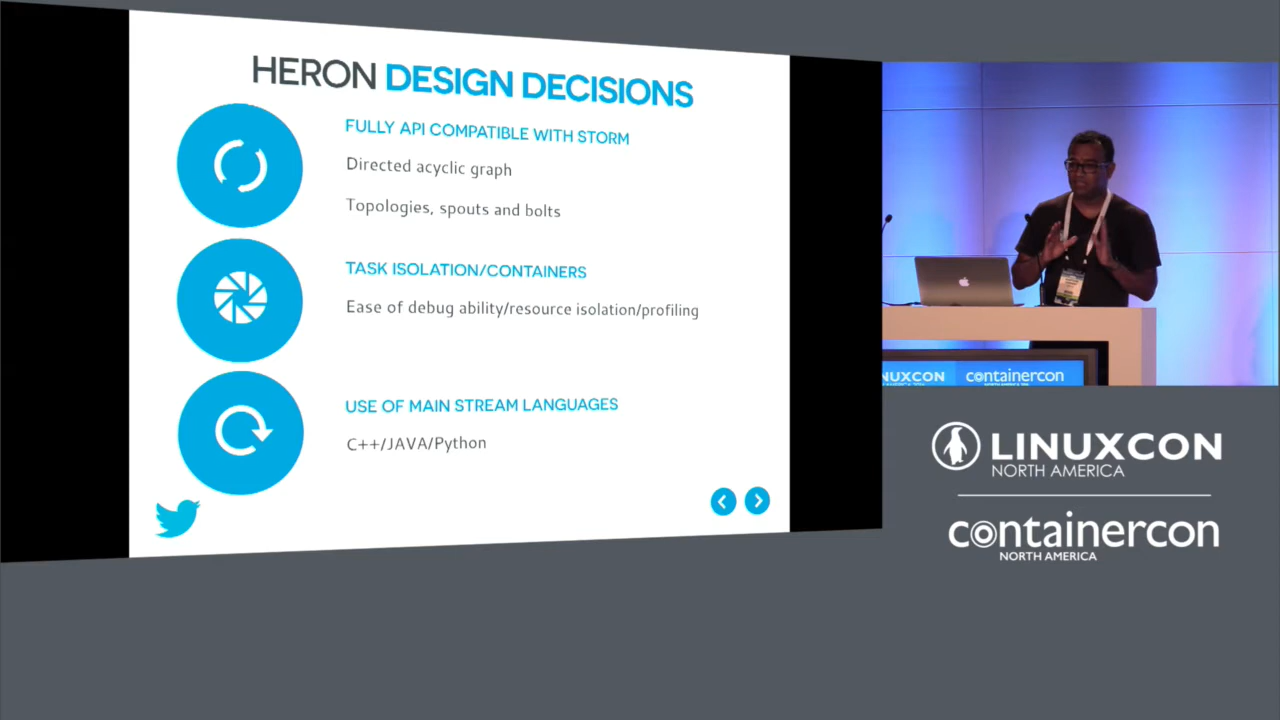 HERON DESIGN DECISIONS
FULLY API COMPATIBLE WITH STORM
Directed acyclic graph
Topologies, spouts and bolts
TASK ISOLATION/CONTAINERS
Ease of debug ability/resource isolation/profiling
USE OF MAIN STREAM LANGUAGES
C++/JAVA/Python
NUXCON
containercon
LINUXCON
NORTH AMERICA
containercon
NORTH AMERICA